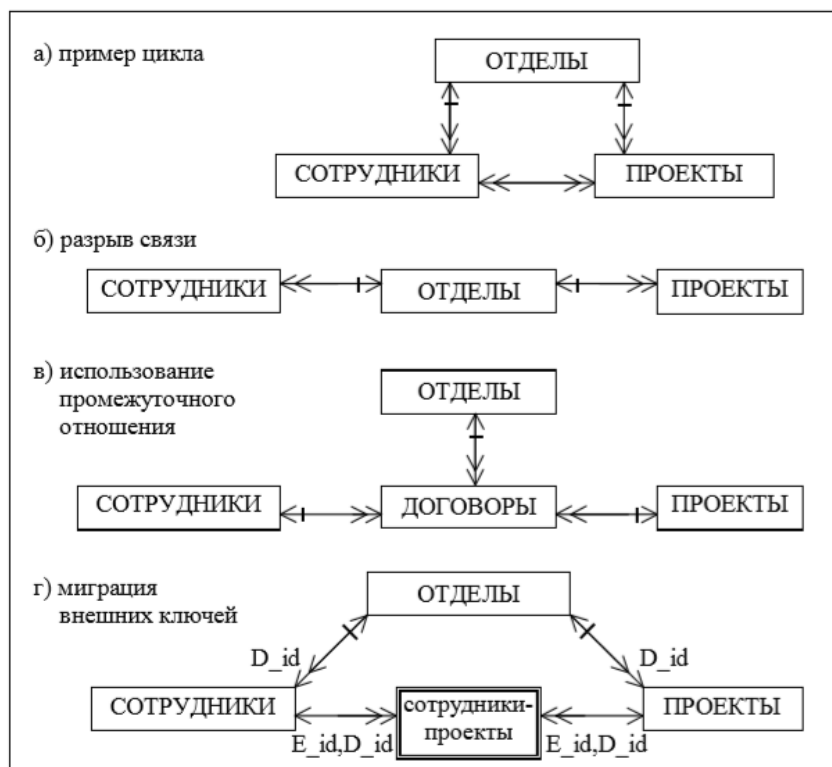 а) пример цикла
ОТДЕЛЫ
СОТРУДНИКИ ПРОЕКТЫ
б) разрыв связи
СОТРУДНИКИ ОТДЕЛЫ ПРОЕКТЫ
в) использование
промежуточного
отношения
ОТДЕЛЫ
СОТРУДНИКИ ДОГОВОРЫ ПРОЕКТЫ
г) миграция
внешних ключей
ОТДЕЛЫ
D_id D_id
СОТРУДНИКИ сотрудники-
проекты ПРОЕКТЫ
E_id,D_id E_id,D_id